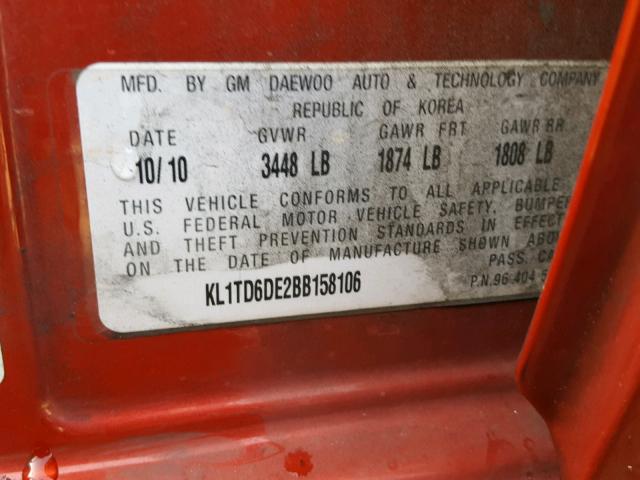 MFD. BY GM DAEWOO AUTO & TECHNOLOGY COMPANY
REPUBLIC OF KOREA
DATE GVWR GAWR FRT GAWR RR
10/10 3448 LB 1874 LB 1808 LB
THIS VEHICLE CONFORMS TO ALL APPLICABLE
U.S. FEDERAL MOTOR VEHICLE SAFETY, BUMPER
AND THEFT PREVENTION STANDARDS IN EFFECT
ON THE DATE OF MANUFACTURE SHOWN
PASS.
KL1TD6DE2BB158106 P.N.96 404